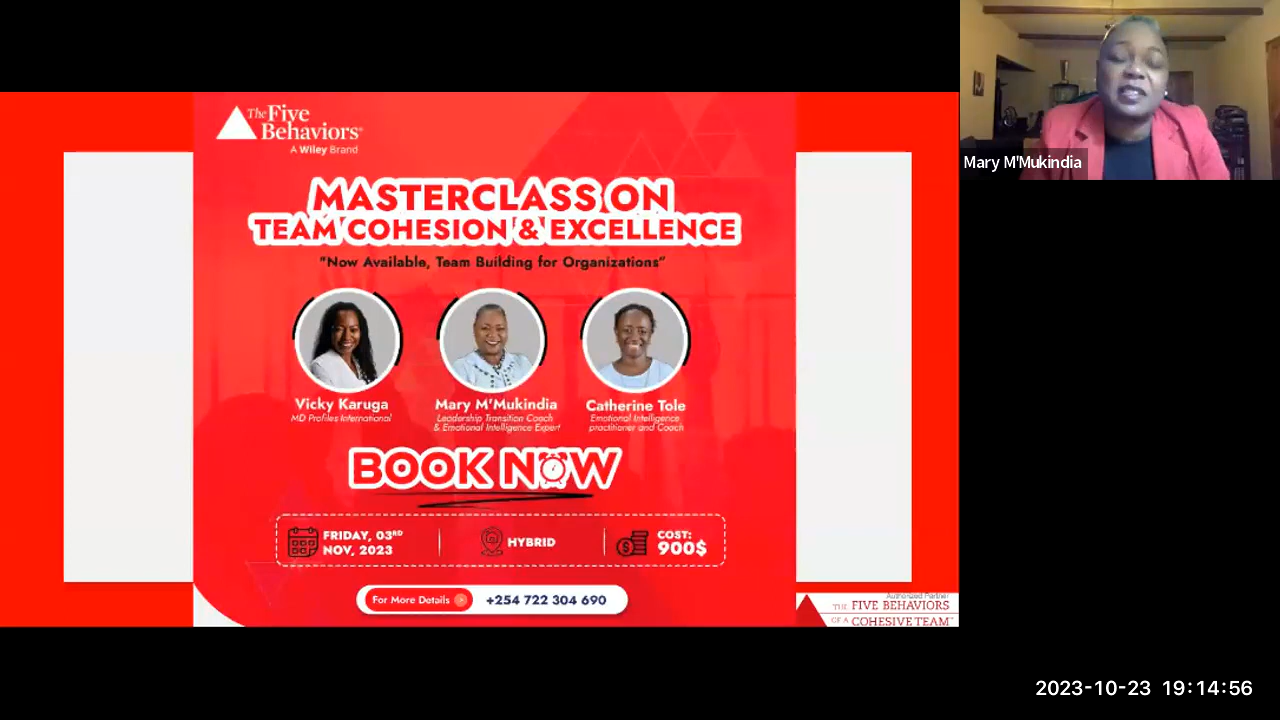 The Five
Behaviors®
A Wiley Brand
MASTERCLASS ON
TEAM COHESION & EXCELLENCE
"Now Available, Team Building for Organizations"
Vicky Karuga
MD Profiles International
Mary M'Mukindia
Leadership Transition Coach
& Emotional Intelligence Expert
Catherine Tole
Emotional Intelligence
practitioner and Coach
BOOK NOW
FRIDAY, 03RD
NOV, 2023
HYBRID
COST:
900$
For More Details
+254 722 304 690
Authorized Partner
THE FIVE BEHAVIORS
OF A COHESIVE TEAM™
Mary M'Mukindia
2023-10-23 19:14:56